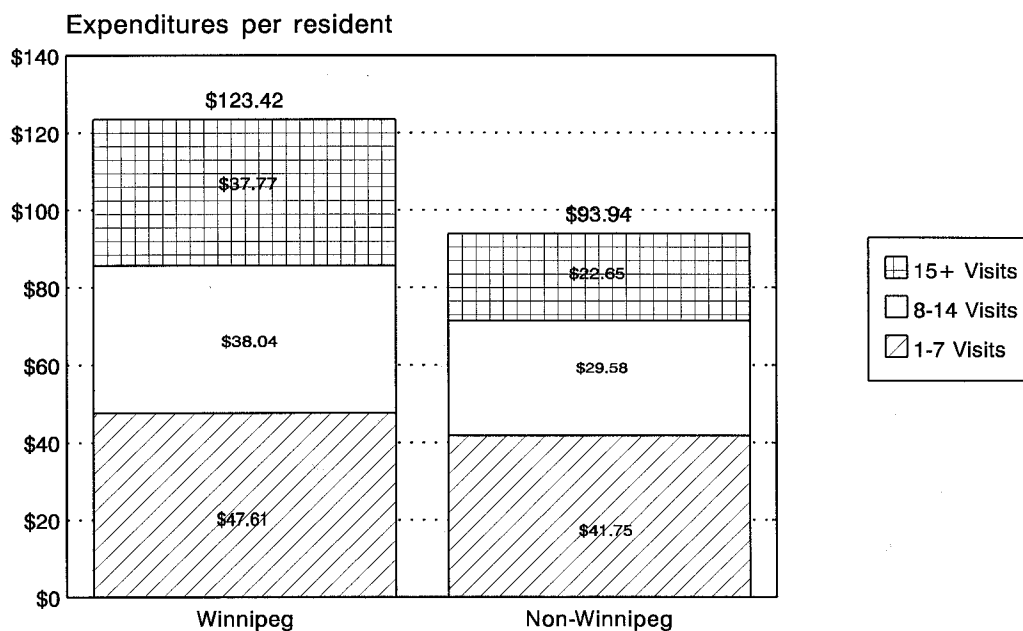 Expenditures per resident
$140
$120
$100
$80
$60
$40
$20
$0
$123.42
$37.77
$38.04
$47.61
$93.94
$22.65
$29.58
$41.75
Winnipeg
Non-Winnipeg
15+ Visits
8-14 Visits
1-7 Visits